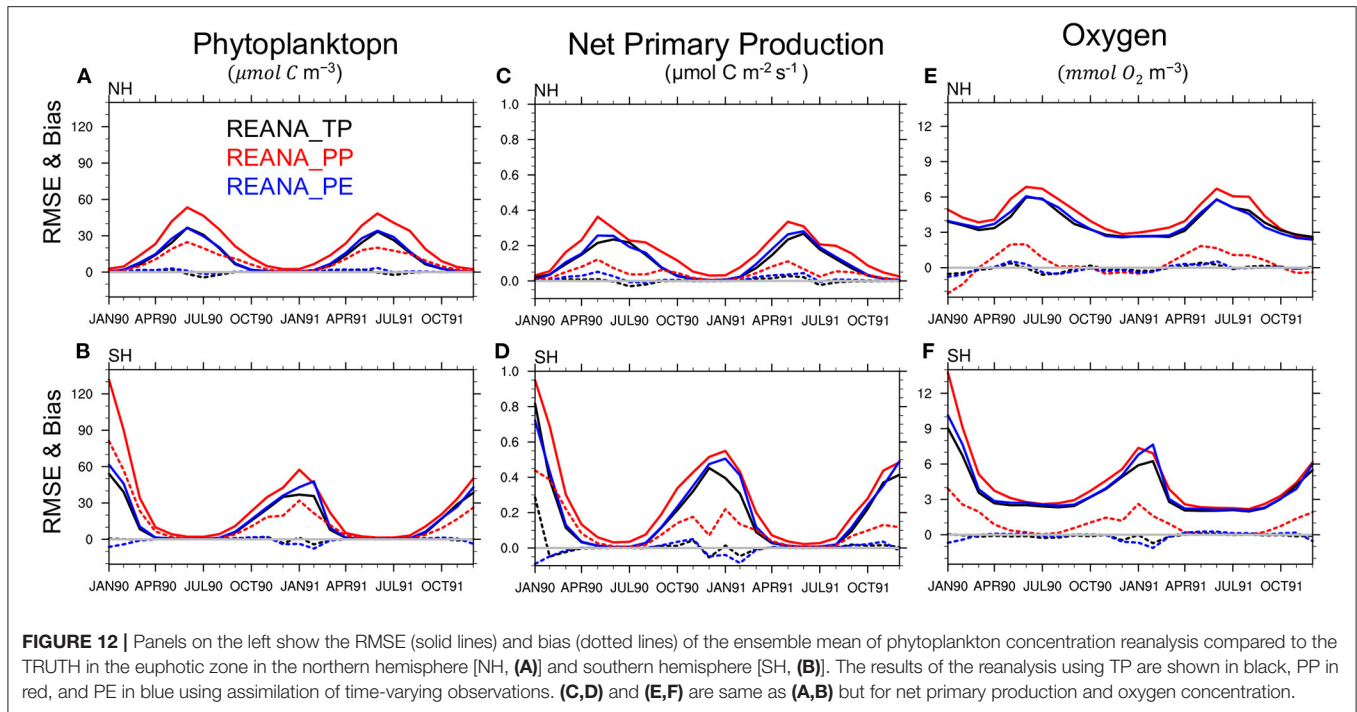 Phytoplanktopn
(μmol C m−3)
Net Primary Production
(μmol C m-2 s-1)
Oxygen
(mmol O2 m−3)
A
NH
RMSE & Bias
120
90
60
30
0
REANA_TP
REANA_PP
REANA_PE
JAN90 APR90 JUL90 OCT90 JAN91 APR91 JUL91 OCT91
C
NH
1.0
0.8
0.6
0.4
0.2
0.0
JAN90 APR90 JUL90 OCT90 JAN91 APR91 JUL91 OCT91
E
NH
12
9
6
3
0
JAN90 APR90 JUL90 OCT90 JAN91 APR91 JUL91 OCT91
B
SH
RMSE & Bias
120
90
60
30
0
JAN90 APR90 JUL90 OCT90 JAN91 APR91 JUL91 OCT91
D
SH
1.0
0.8
0.6
0.4
0.2
0.0
JAN90 APR90 JUL90 OCT90 JAN91 APR91 JUL91 OCT91
F
SH
12
9
6
3
0
JAN90 APR90 JUL90 OCT90 JAN91 APR91 JUL91 OCT91
FIGURE 12 | Panels on the left show the RMSE (solid lines) and bias (dotted lines) of the ensemble mean of phytoplankton concentration reanalysis compared to the
TRUTH in the euphotic zone in the northern hemisphere [NH, (A)] and southern hemisphere [SH, (B)]. The results of the reanalysis using TP are shown in black, PP in
red, and PE in blue using assimilation of time-varying observations. (C,D) and (E,F) are same as (A,B) but for net primary production and oxygen concentration.